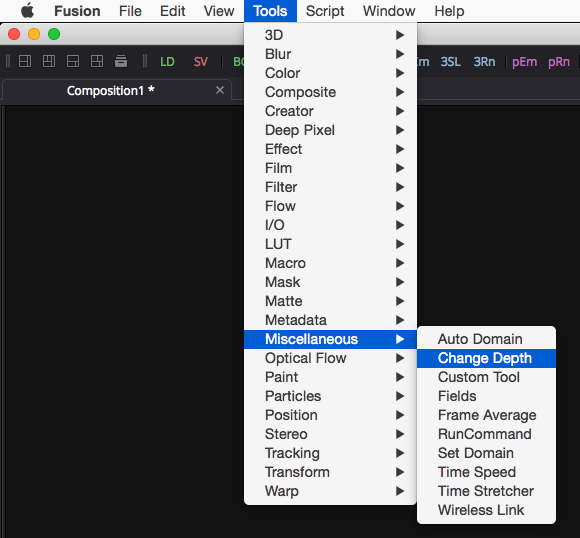 Fusion File Edit View Tools Script Window Help
LD SV 3SL 3Rn pEm pRn
Composition1 *
3D
Blur
Color
Composite
Creator
Deep Pixel
Effect
Film
Filter
Flow
I/O
LUT
Macro
Mask
Matte
Metadata
Miscellaneous
Optical Flow
Paint
Particles
Position
Stereo
Tracking
Transform
Warp
Auto Domain
Change Depth
Custom Tool
Fields
Frame Average
RunCommand
Set Domain
Time Speed
Time Stretcher
Wireless Link